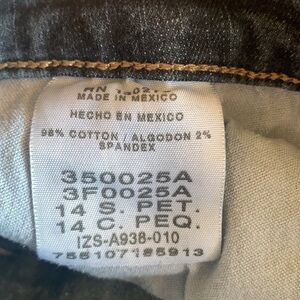 RN
MADE IN MEXICO
HECHO EN MEXICO
98% COTTON / ALGODON 2%
SPANDEX
350025A
3F0025A
14 S. PET.
14 C. PEQ.
IZS-A938-010